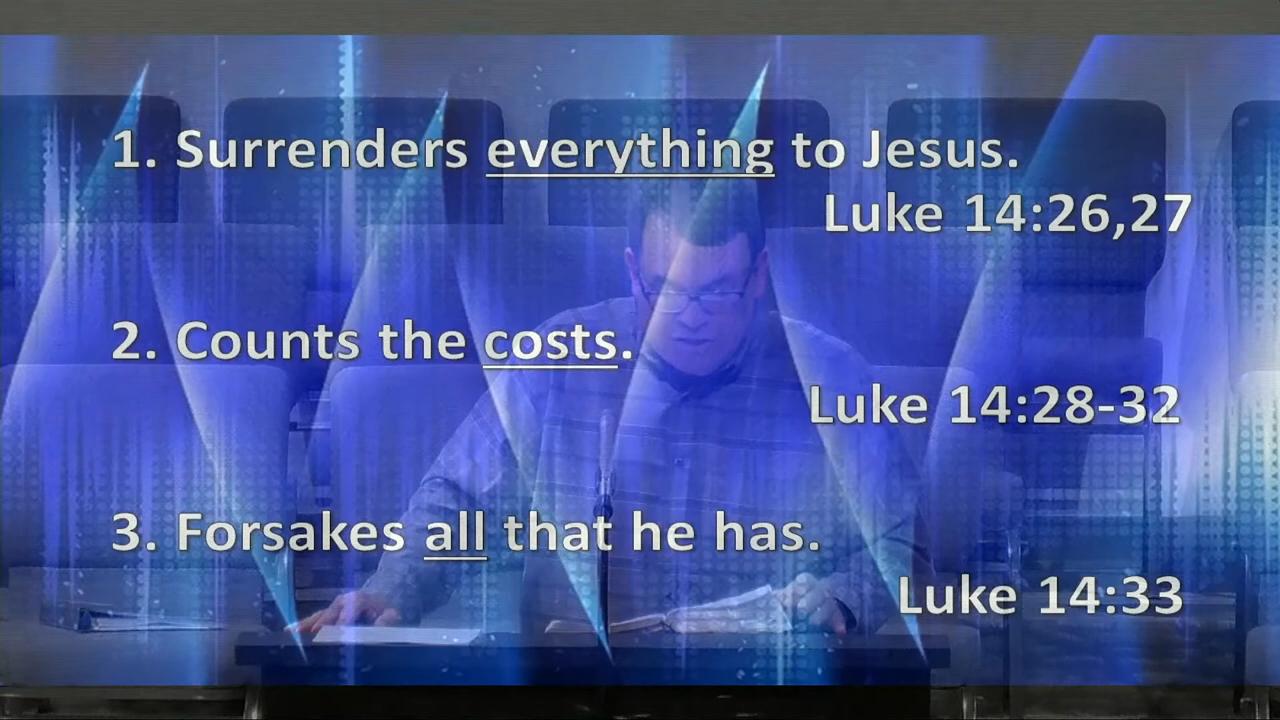 1. Surrenders everything to Jesus.
Luke 14:26,27
2. Counts the costs.
Luke 14:28-32
3. Forsakes all that he has.
Luke 14:33